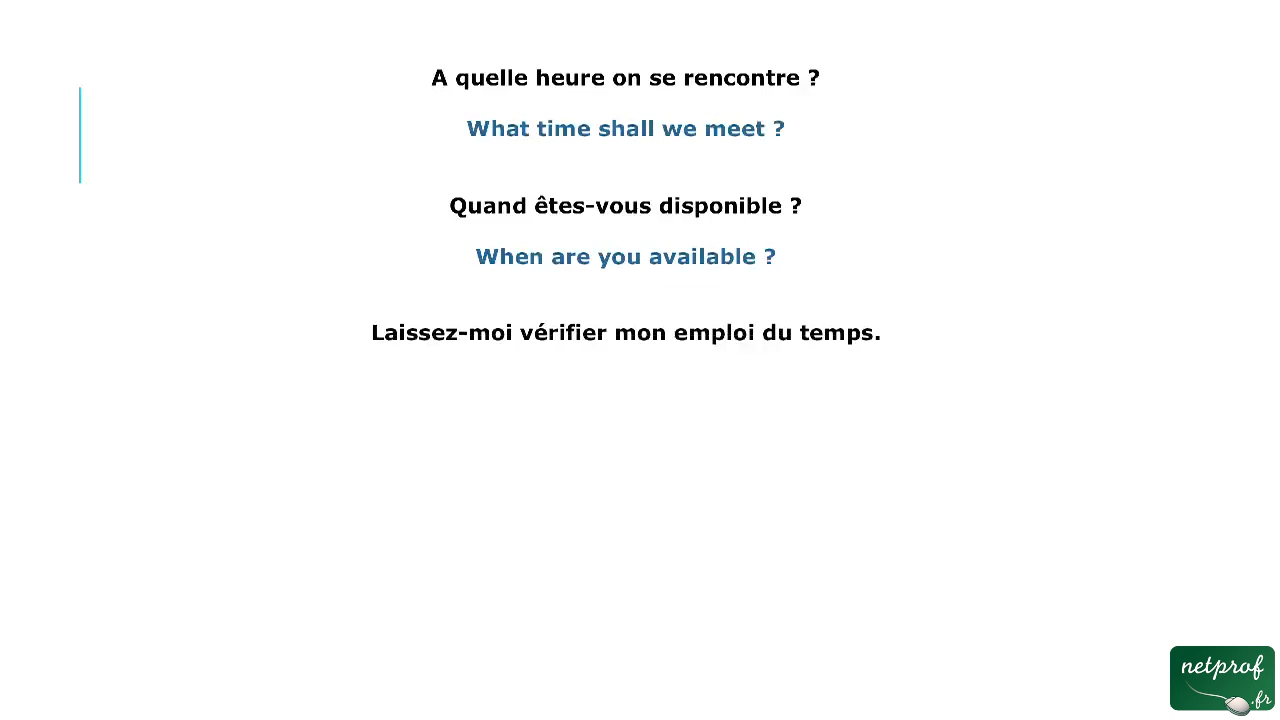 A quelle heure on se rencontre ?
What time shall we meet ?
Quand êtes-vous disponible ?
When are you available ?
Laissez-moi vérifier mon emploi du temps.
netprof
.fr